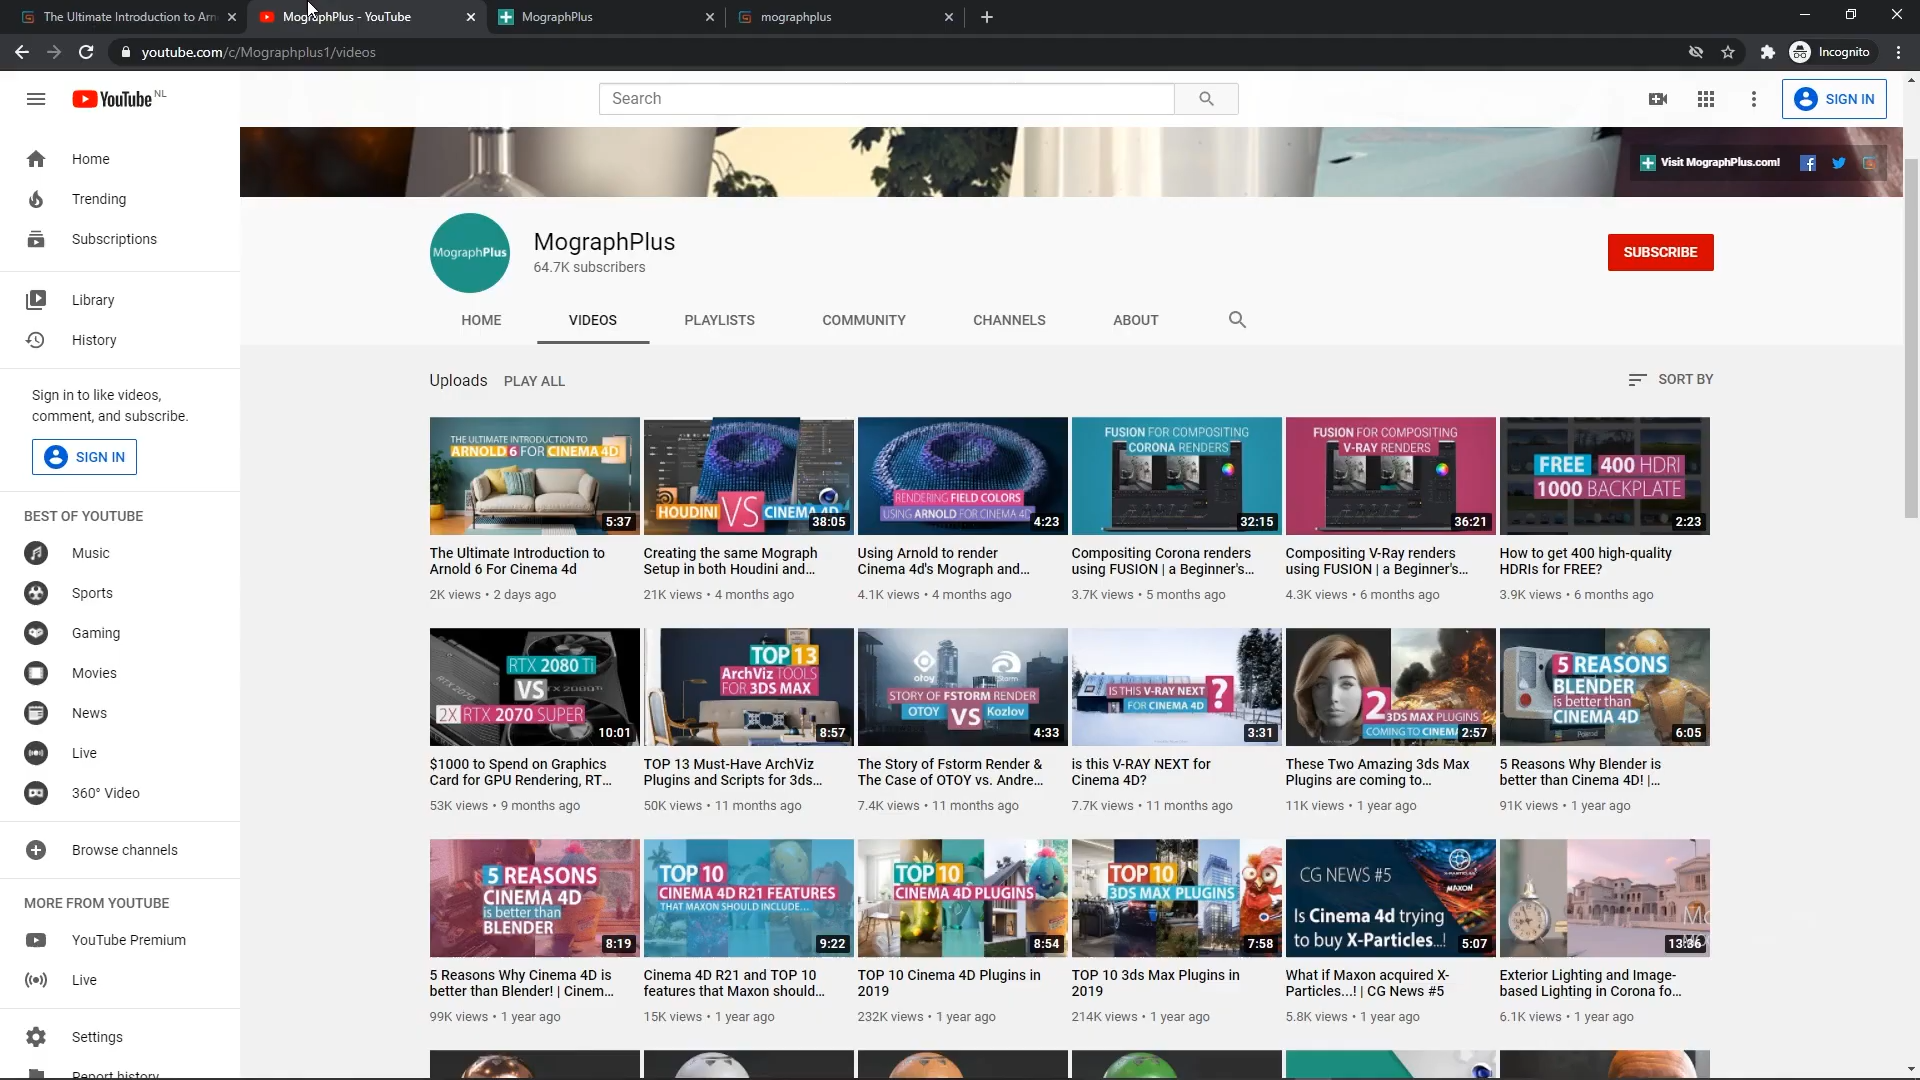 The Ultimate Introduction to Arn
MographPlus - YouTube
MographPlus
mographplus
youtube.com/c/Mographplus1/videos
Incognito
YouTube NL
Search
SIGN IN
Home
Trending
Subscriptions
Library
History
Sign in to like videos,
comment, and subscribe.
SIGN IN
BEST OF YOUTUBE
Music
Sports
Gaming
Movies
News
Live
360° Video
Browse channels
MORE FROM YOUTUBE
YouTube Premium
Live
Settings
Report history
Visit MographPlus.com!
MographPlus
MographPlus
64.7K subscribers
SUBSCRIBE
HOME
VIDEOS
PLAYLISTS
COMMUNITY
CHANNELS
ABOUT
Uploads
PLAY ALL
SORT BY
THE ULTIMATE INTRODUCTION TO
ARNOLD 6 FOR CINEMA 4D
5:37
The Ultimate Introduction to
Arnold 6 For Cinema 4d
2K views • 2 days ago
HOUDINI VS CINEMA 4D
38:05
Creating the same Mograph
Setup in both Houdini and...
21K views • 4 months ago
RENDERING FIELD COLORS
USING ARNOLD FOR CINEMA 4D
4:23
Using Arnold to render
Cinema 4d's Mograph and...
4.1K views • 4 months ago
FUSION FOR COMPOSITING
CORONA RENDERS
32:15
Compositing Corona renders
using FUSION | a Beginner's...
3.7K views • 5 months ago
FUSION FOR COMPOSITING
V-RAY RENDERS
36:21
Compositing V-Ray renders
using FUSION | a Beginner's...
4.3K views • 6 months ago
FREE 400 HDRI
1000 BACKPLATE
2:23
How to get 400 high-quality
HDRIs for FREE?
3.9K views • 6 months ago
RTX 2080 Ti
VS
2X RTX 2070 SUPER
10:01
$1000 to Spend on Graphics
Card for GPU Rendering, RT...
53K views • 9 months ago
TOP 13
ArchViz TOOLS
FOR 3DS MAX
8:57
TOP 13 Must-Have ArchViz
Plugins and Scripts for 3ds...
50K views • 11 months ago
otoy
STORY OF FSTORM RENDER
OTOY VS Kozlov
4:33
The Story of Fstorm Render &
The Case of OTOY vs. Andre...
7.4K views • 11 months ago
IS THIS V-RAY NEXT
FOR CINEMA 4D ?
3:31
is this V-RAY NEXT for
Cinema 4D?
7.7K views • 11 months ago
2 3DS MAX PLUGINS
COMING TO CINEMA
2:57
These Two Amazing 3ds Max
Plugins are coming to...
11K views • 1 year ago
5 REASONS
BLENDER
is better than
CINEMA 4D
6:05
5 Reasons Why Blender is
better than Cinema 4D! |...
91K views • 1 year ago
5 REASONS
CINEMA 4D
is better than
BLENDER
8:19
5 Reasons Why Cinema 4D is
better than Blender! | Cinem...
99K views • 1 year ago
TOP 10
CINEMA 4D R21 FEATURES
THAT MAXON SHOULD INCLUDE...
9:22
Cinema 4D R21 and TOP 10
features that Maxon should...
15K views • 1 year ago
TOP 10
CINEMA 4D PLUGINS
8:54
TOP 10 Cinema 4D Plugins in
2019
232K views • 1 year ago
TOP 10
3DS MAX PLUGINS
7:58
TOP 10 3ds Max Plugins in
2019
214K views • 1 year ago
CG NEWS #5
MAXON
Is Cinema 4d trying
to buy X-Particles...!
5:07
What if Maxon acquired X-
Particles...! | CG News #5
5.8K views • 1 year ago
13:36
Exterior Lighting and Image-
based Lighting in Corona fo...
6.1K views • 1 year ago